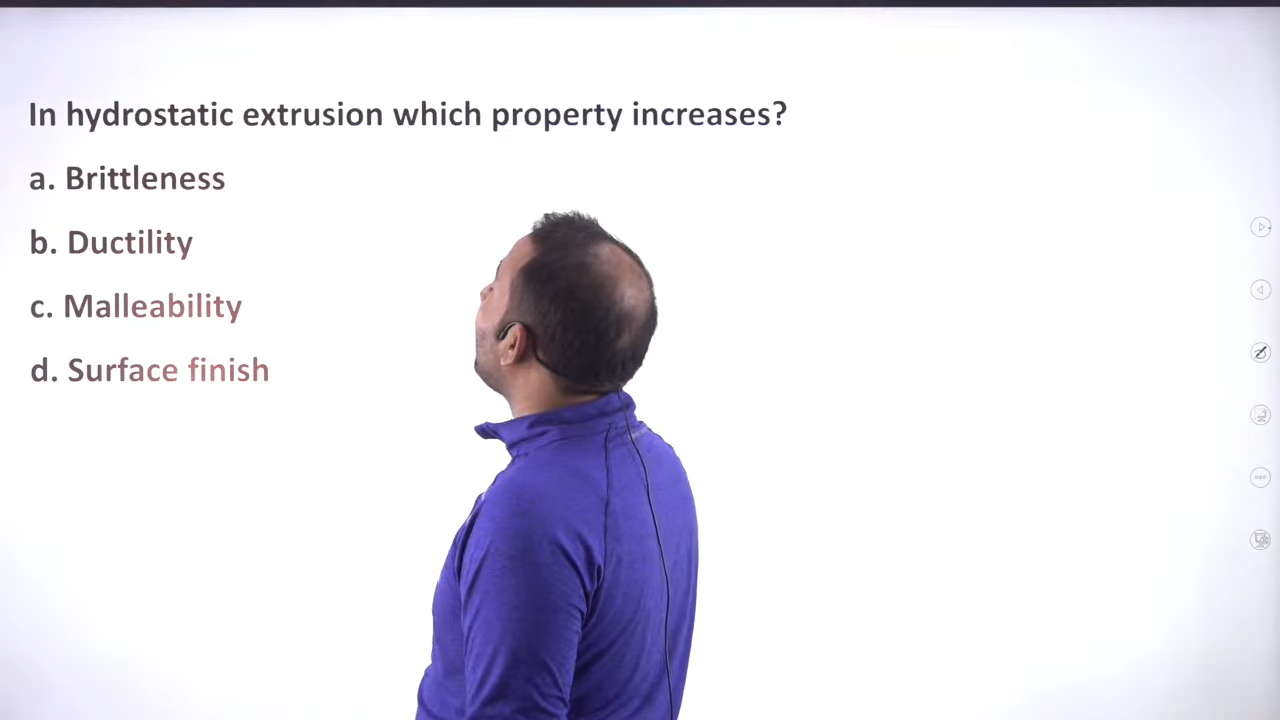 In hydrostatic extrusion which property increases?
a. Brittleness
b. Ductility
c. Malleability
d. Surface finish